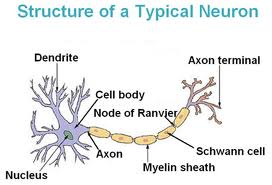 Structure of a Typical Neuron
Dendrite
Axon terminal
Cell body
Node of Ranvier
Schwann cell
Axon
Myelin sheath
Nucleus